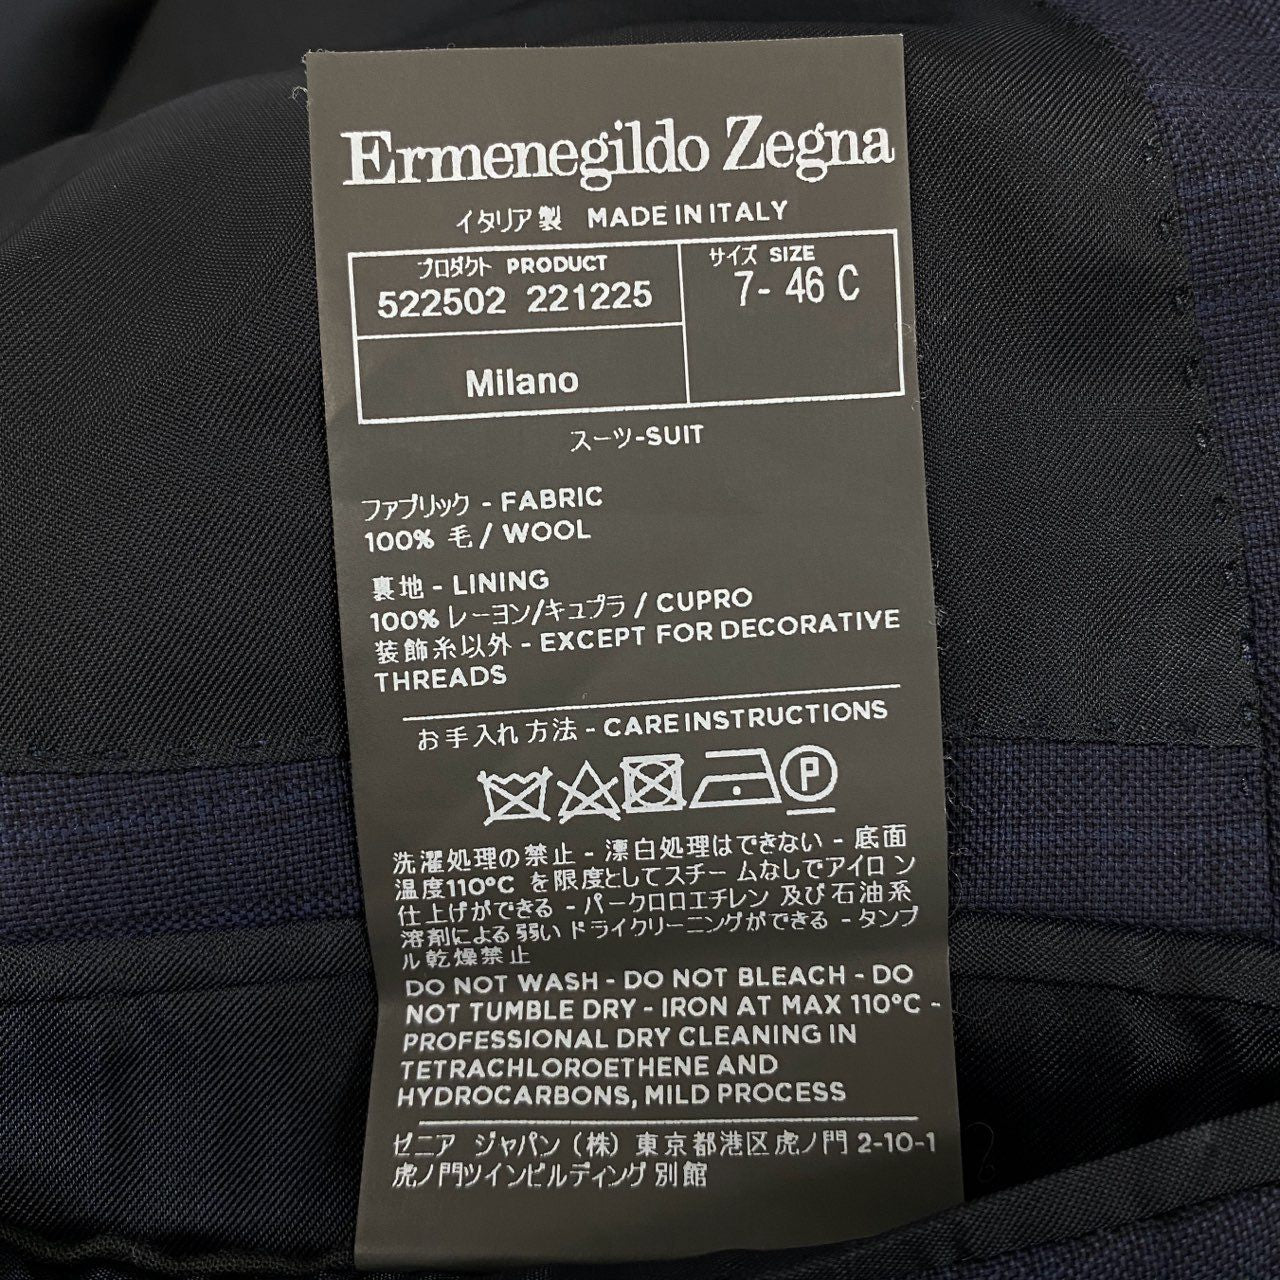 Ermenegildo Zegna
イタリア製 MADE IN ITALY
プロダクト PRODUCT
522502 221225
サイズ SIZE
7- 46 C
Milano
スーツ-SUIT
ファブリック - FABRIC
100% 毛 / WOOL
裏地 - LINING
100% レーヨン/キュプラ / CUPRO
装飾糸以外 - EXCEPT FOR DECORATIVE
THREADS
お手入れ方法 - CARE INSTRUCTIONS
P
洗濯処理の禁止 - 漂白処理はできない - 底面
温度110°C を限度としてスチームなしでアイロン
仕上げができる - パークロロエチレン 及び石油系
溶剤による弱い ドライクリーニングができる - タンブ
ル乾燥禁止
DO NOT WASH - DO NOT BLEACH - DO
NOT TUMBLE DRY - IRON AT MAX 110°C -
PROFESSIONAL DRY CLEANING IN
TETRACHLOROETHENE AND
HYDROCARBONS, MILD PROCESS
ゼニア ジャパン (株) 東京都港区虎ノ門 2-10-1
虎ノ門ツインビルディング 別館